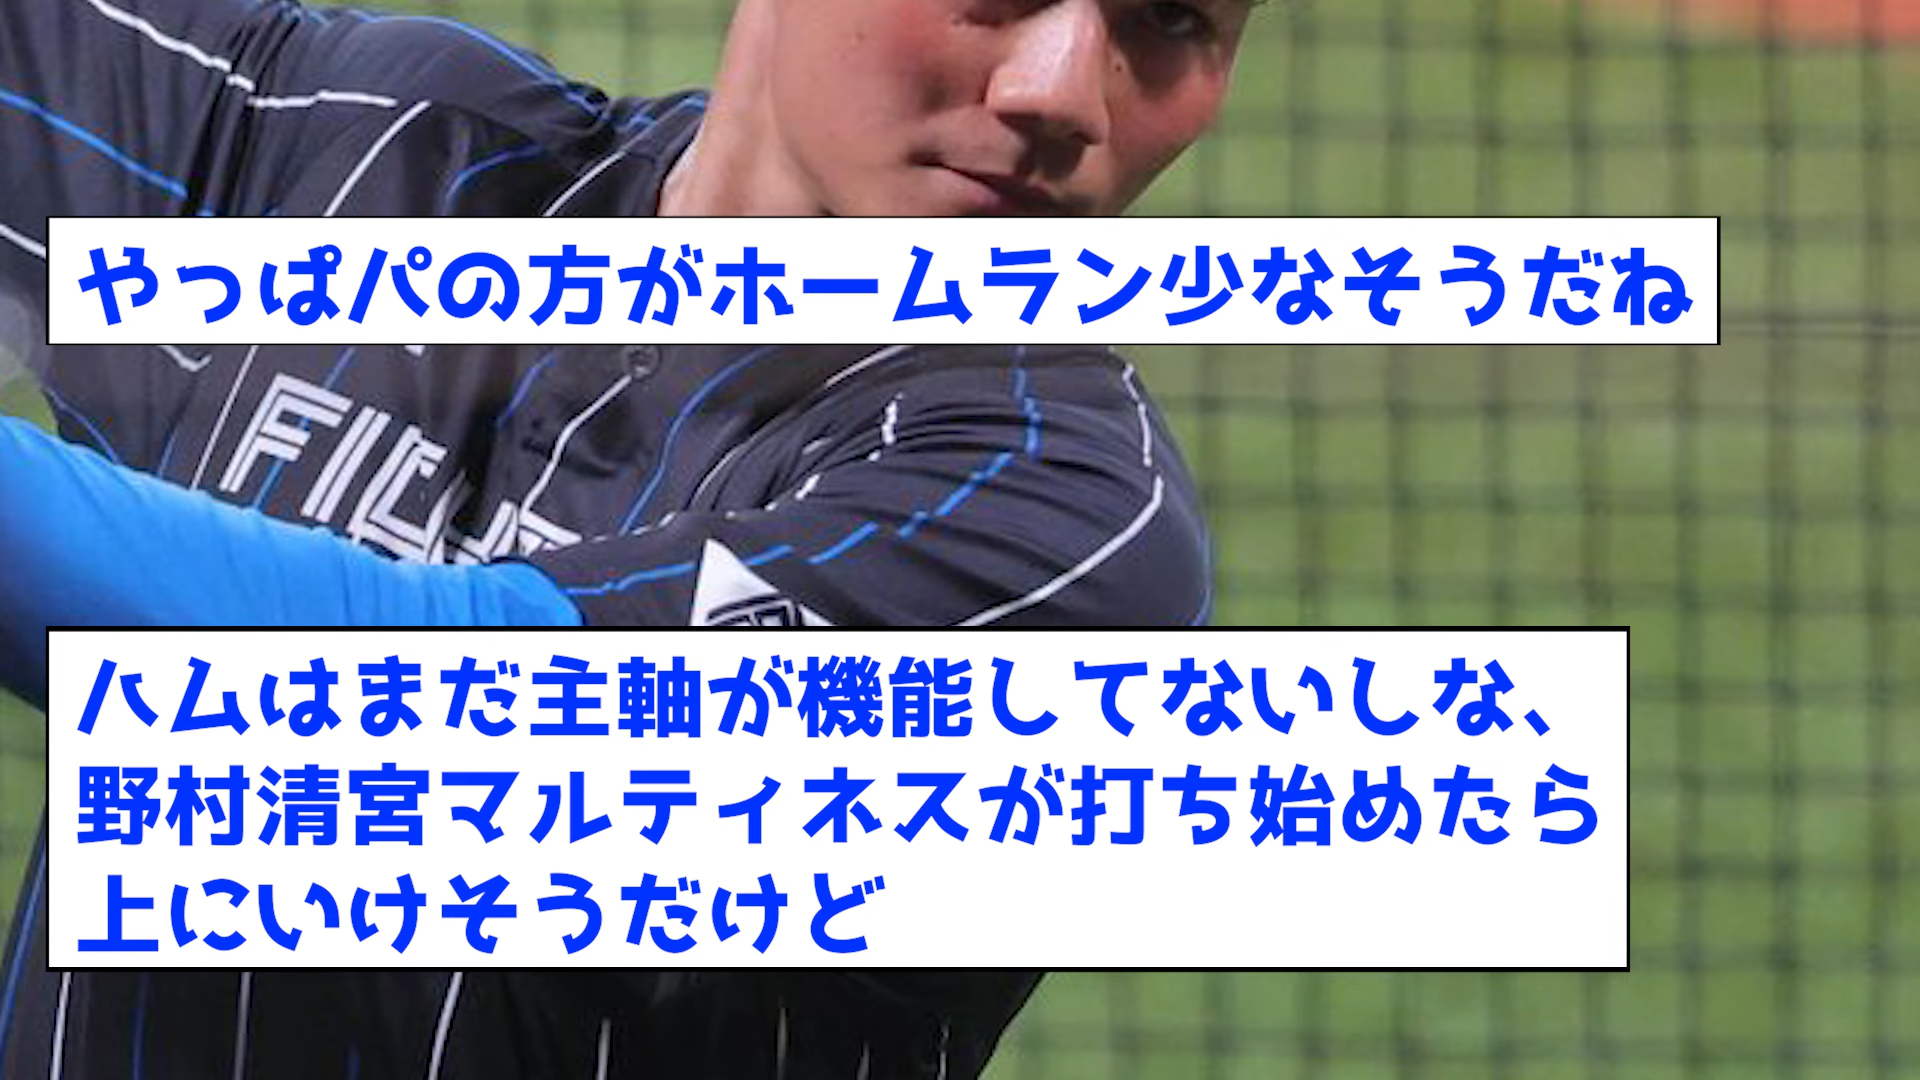 やっぱパの方がホームラン少なそうだね
FIGHT
ハムはまだ主軸が機能してないしな、
野村清宮マルティネスが打ち始めたら
上にいけそうだけど